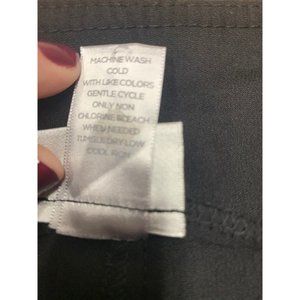 MACHINE WASH
COLD
WITH LIKE COLORS
GENTLE CYCLE
ONLY NON
CHLORINE BLEACH
WHEN NEEDED
TUMBLE DRY LOW
COOL IRON